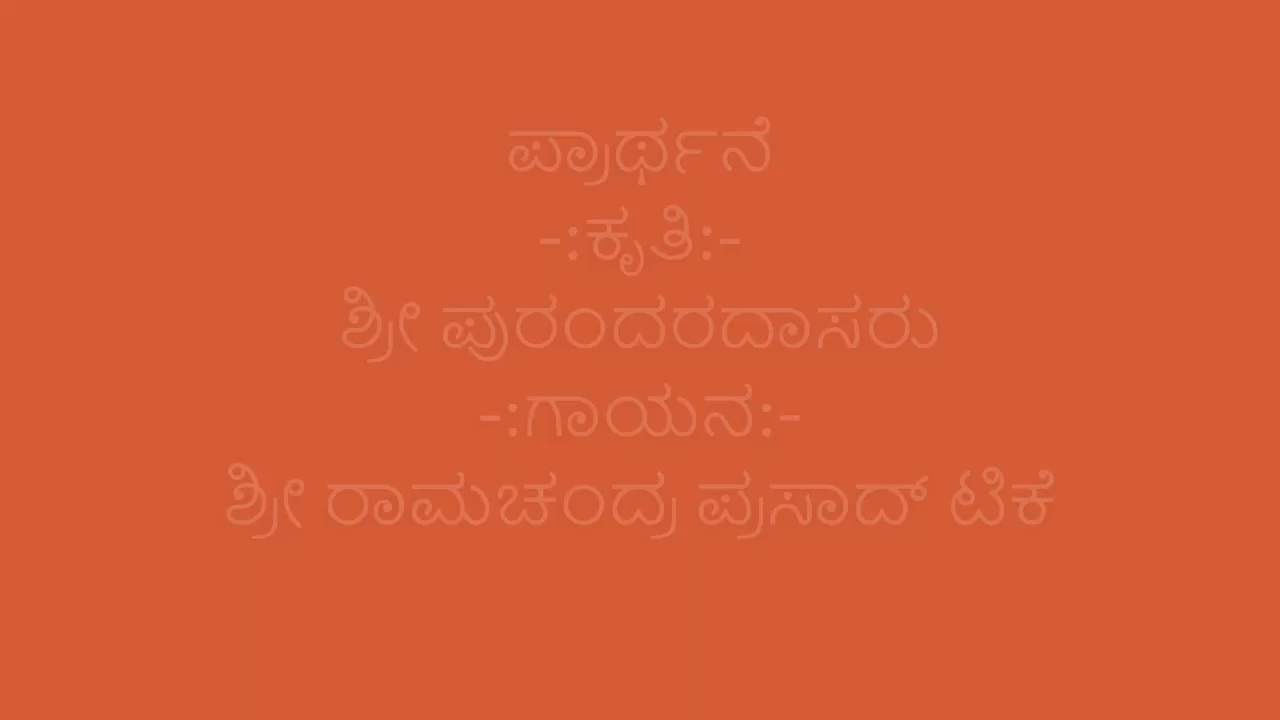 ಪ್ರಾರ್ಥನೆ
-:ಕೃತಿ:-
ಶ್ರೀ ಪುರಂದರದಾಸರು
-:ಗಾಯನ:-
ಶ್ರೀ ರಾಮಚಂದ್ರ ಪ್ರಸಾದ್ ಟಿಕೆ